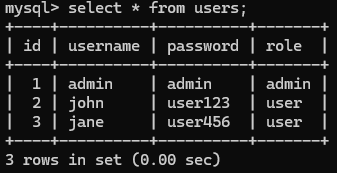 mysql> select * from users;
+----+----------+----------+-------+
| id | username | password | role  |
+----+----------+----------+-------+
|  1 | admin    | admin    | admin |
|  2 | john     | user123  | user  |
|  3 | jane     | user456  | user  |
+----+----------+----------+-------+
3 rows in set (0.00 sec)